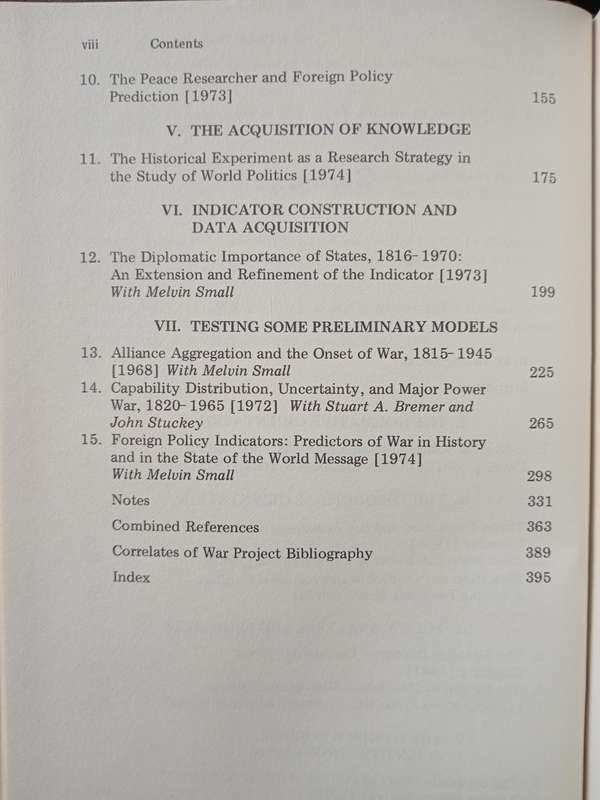 viii Contents
10. The Peace Researcher and Foreign Policy
Prediction [1973] 155
V. THE ACQUISITION OF KNOWLEDGE
11. The Historical Experiment as a Research Strategy in
the Study of World Politics [1974] 175
VI. INDICATOR CONSTRUCTION AND
DATA ACQUISITION
12. The Diplomatic Importance of States, 1816-1970:
An Extension and Refinement of the Indicator [1973]
With Melvin Small 199
VII. TESTING SOME PRELIMINARY MODELS
13. Alliance Aggregation and the Onset of War, 1815-1945
[1968] With Melvin Small 225
14. Capability Distribution, Uncertainty, and Major Power
War, 1820-1965 [1972] With Stuart A. Bremer and
John Stuckey 265
15. Foreign Policy Indicators: Predictors of War in History
and in the State of the World Message [1974]
With Melvin Small 298
Notes 331
Combined References 363
Correlates of War Project Bibliography 389
Index 395